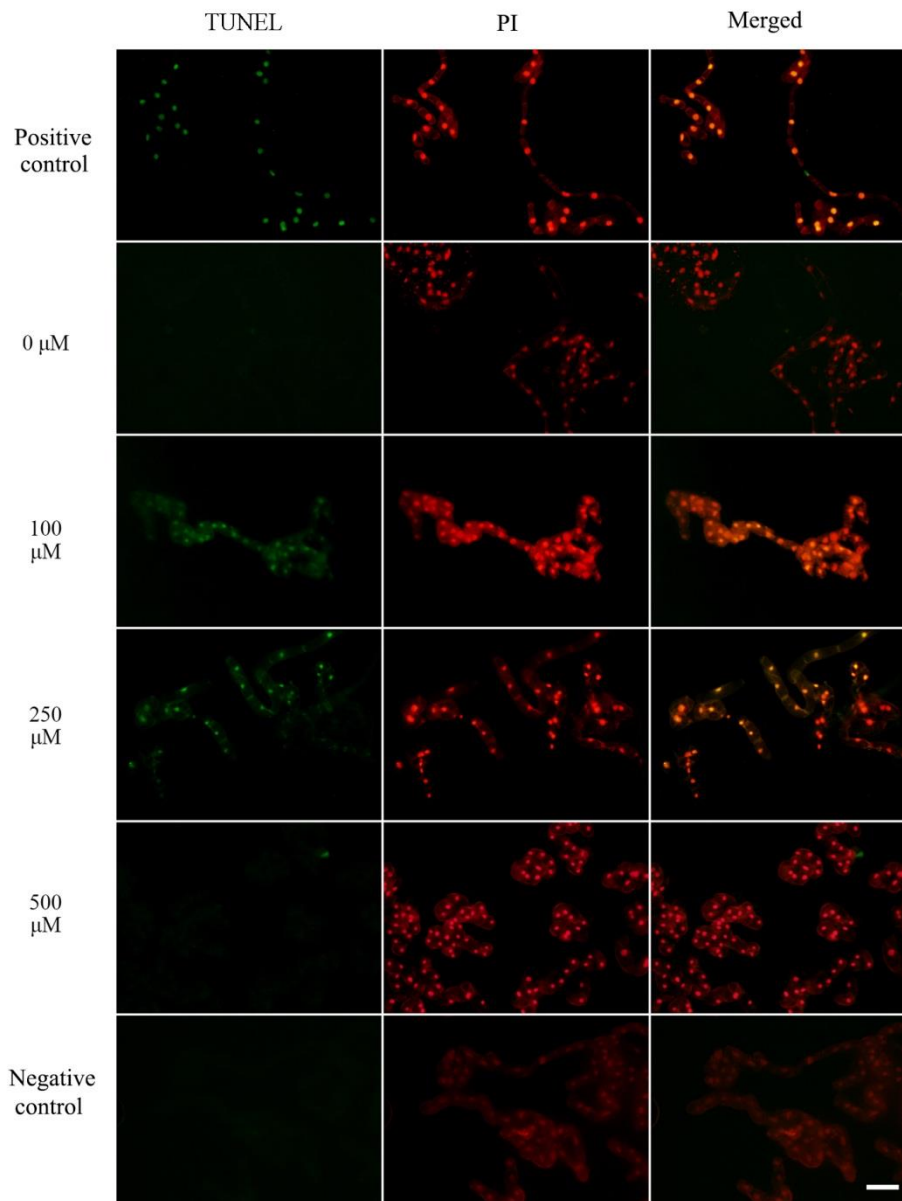 TUNEL PI Merged
Positive
control
0 μM
100
μM
250
μM
500
μM
Negative
control